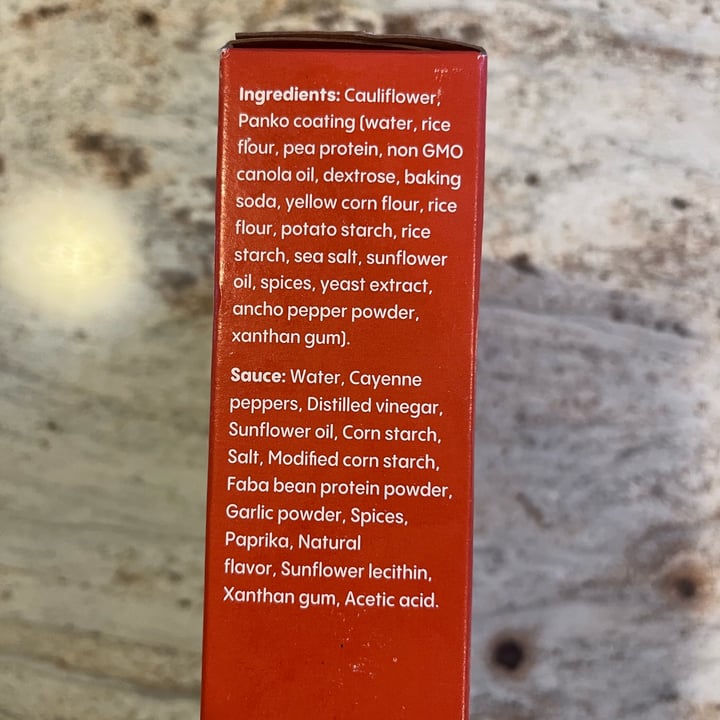 Ingredients: Cauliflower,
Panko coating (water, rice
flour, pea protein, non GMO
canola oil, dextrose, baking
soda, yellow corn flour, rice
flour, potato starch, rice
starch, sea salt, sunflower
oil, spices, yeast extract,
ancho pepper powder,
xanthan gum).
Sauce: Water, Cayenne
peppers, Distilled vinegar,
Sunflower oil, Corn starch,
Salt, Modified corn starch,
Faba bean protein powder,
Garlic powder, Spices,
Paprika, Natural
flavor, Sunflower lecithin,
Xanthan gum, Acetic acid.